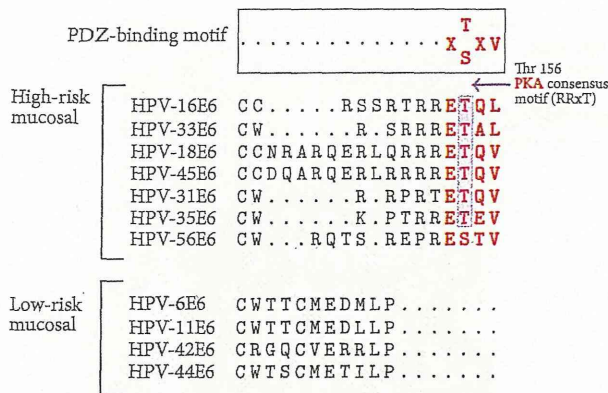 T
PDZ-binding motif ................X XV
S
Thr 156
PKA consensus
motif (RRxT)
High-risk
mucosal
HPV-16E6 CC.....RSSRTRRETQL
HPV-33E6 CW.......R.SRRRETAL
HPV-18E6 CCNRARQERLQRRRETQV
HPV-45E6 CCDQARQERLRRRRETQV
HPV-31E6 CW.......R.RPRTETQV
HPV-35E6 CW.......K.PTRRETEV
HPV-56E6 CW...RQTS.REPRESTV
Low-risk
mucosal
HPV-6E6 CWTTCMEDMLP.......
HPV-11E6 CWTTCMEDLLP.......
HPV-42E6 CRGQCVERRLP.......
HPV-44E6 CWTSCMETILP.......